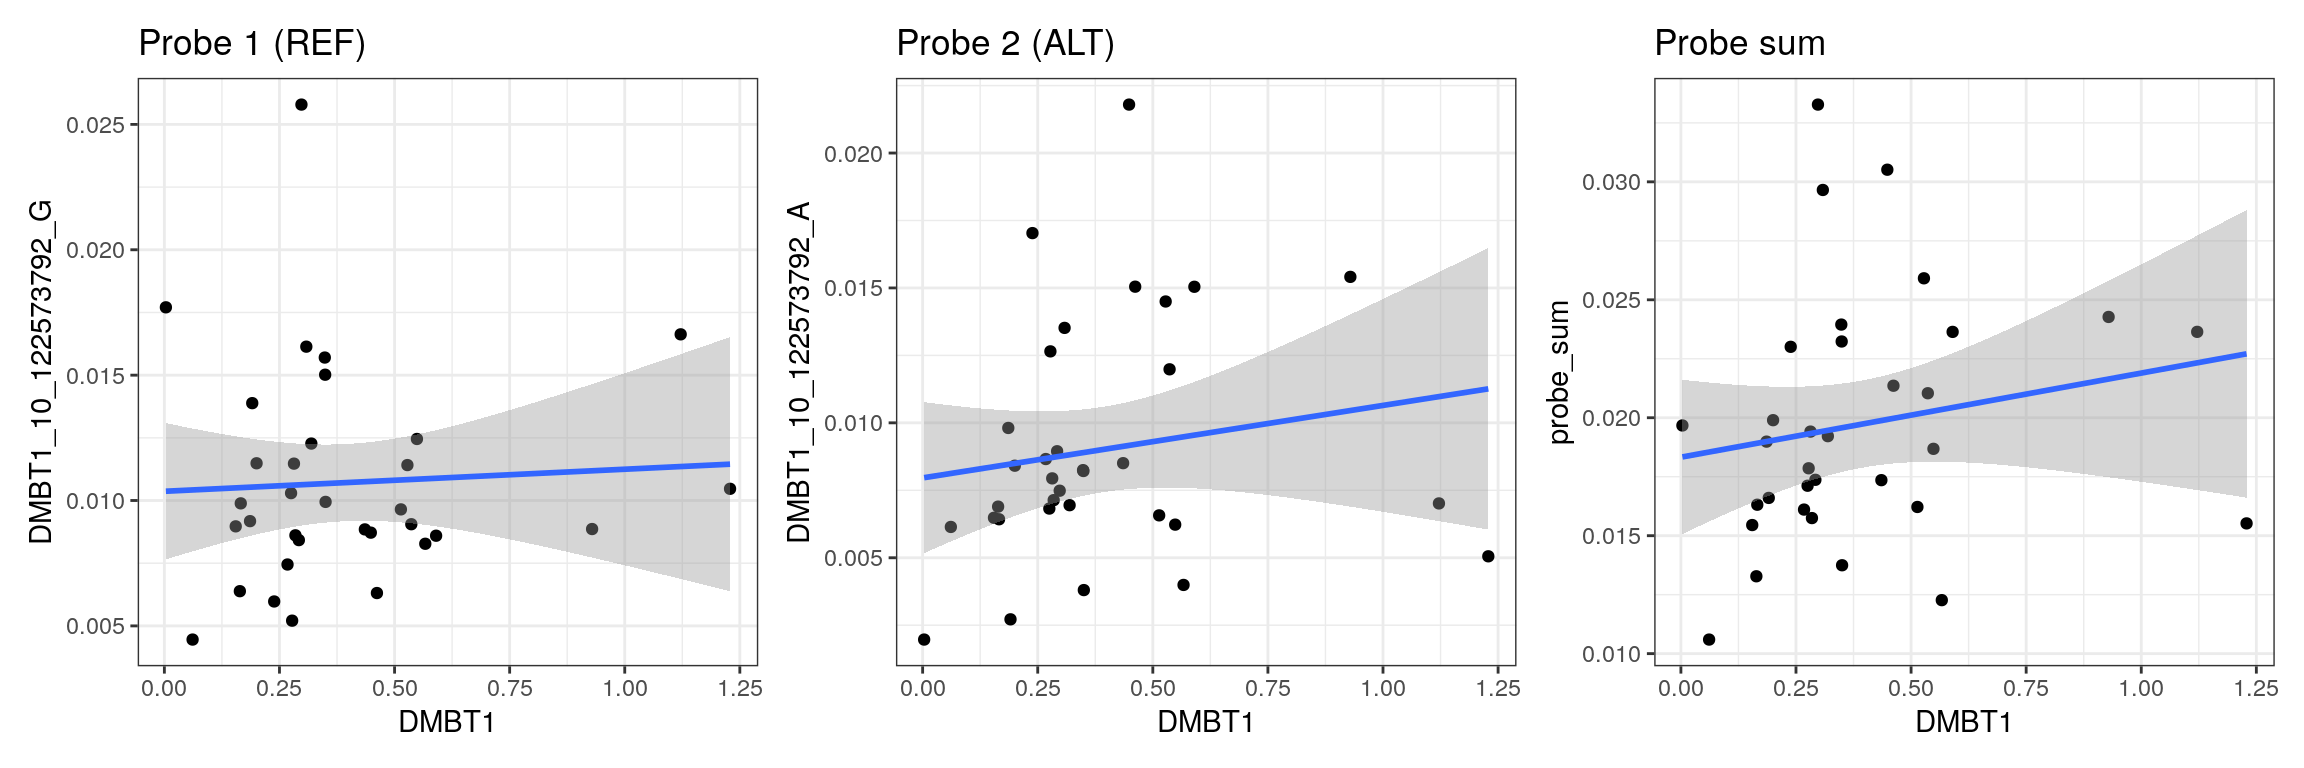 Probe 1 (REF)
DMBT1_10_122573792_G
0.025
0.020
0.015
0.010
0.005
0.00 0.25 0.50 0.75 1.00 1.25
DMBT1
Probe 2 (ALT)
DMBT1_10_122573792_A
0.020
0.015
0.010
0.005
0.00 0.25 0.50 0.75 1.00 1.25
DMBT1
Probe sum
probe_sum
0.030
0.025
0.020
0.015
0.010
0.00 0.25 0.50 0.75 1.00 1.25
DMBT1